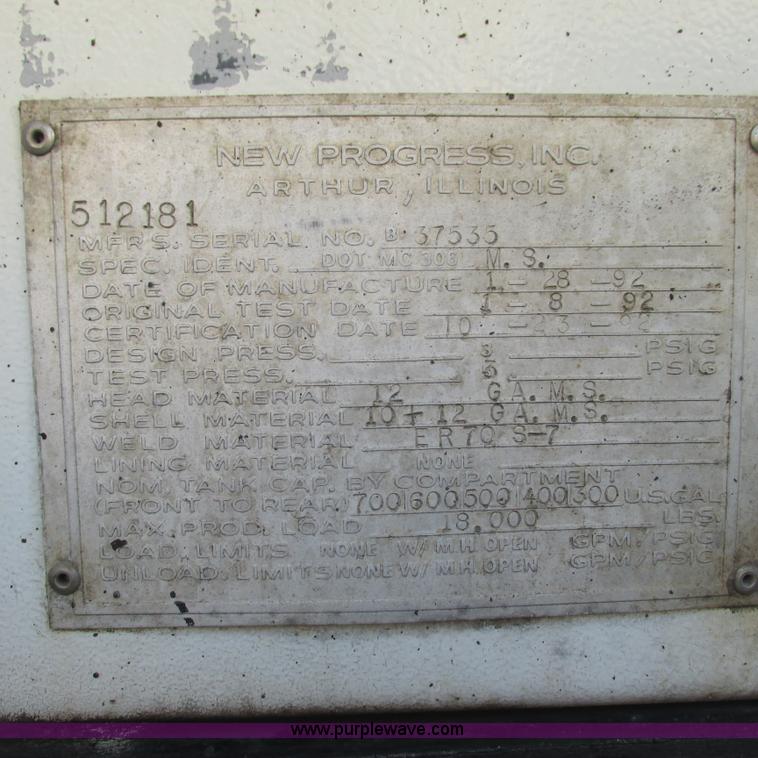 NEW PROGRESS, INC.
ARTHUR, ILLINOIS
512181
MFR'S. SERIAL NO. B 37535
SPEC. IDENT. DOT MC 306 M.S.
DATE OF MANUFACTURE 1-28-92
ORIGINAL TEST DATE 1-8-92
CERTIFICATION DATE 10-23-92
DESIGN PRESS. 3 PSIG
TEST PRESS. 5 PSIG
HEAD MATERIAL 12 GA. M.S.
SHELL MATERIAL 10 + 12 GA. M.S.
WELD MATERIAL ER70 S-7
LINING MATERIAL NONE
NOM. TANK CAP. BY COMPARTMENT
(FRONT TO REAR) 700|600|500|400|300 U.S.GAL.
MAX. PROD. LOAD 18,000 LBS.
LOAD. LIMITS NONE W/ M.H. OPEN GPM/PSIG
UNLOAD. LIMITS NONE W/ M.H. OPEN GPM/PSIG
www.purplewave.com